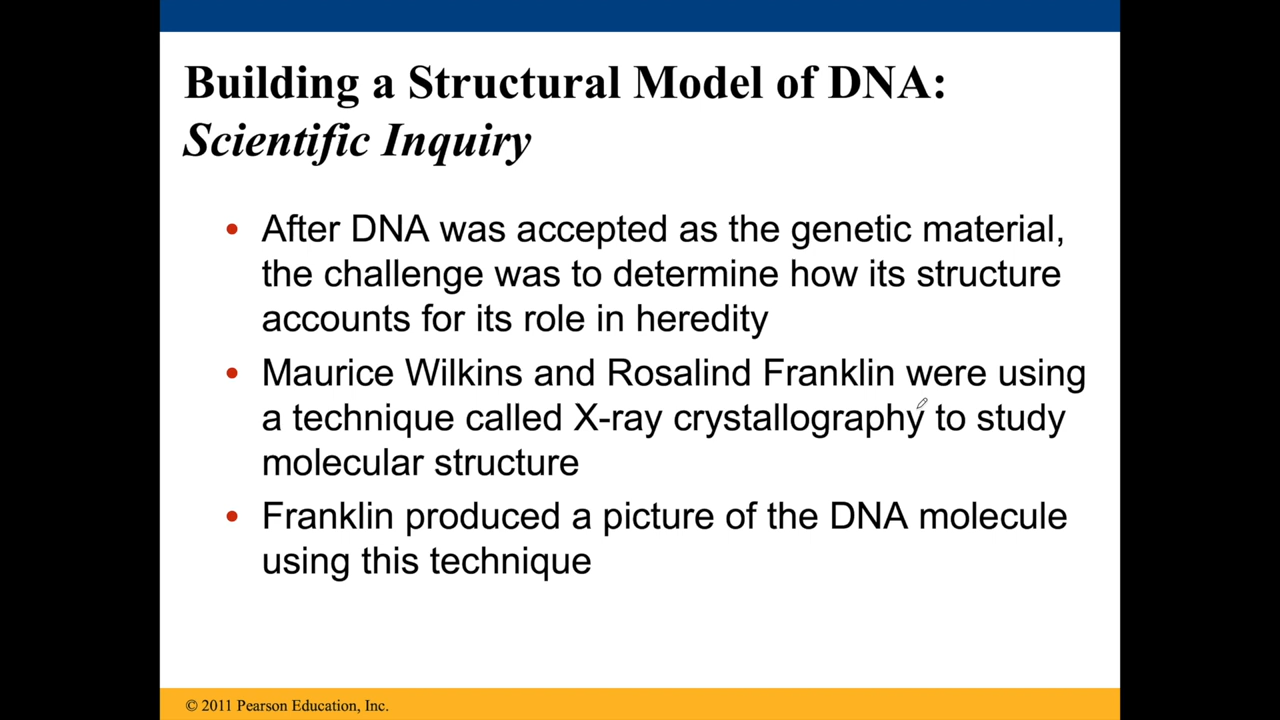 Building a Structural Model of DNA:
Scientific Inquiry
• After DNA was accepted as the genetic material,
the challenge was to determine how its structure
accounts for its role in heredity
• Maurice Wilkins and Rosalind Franklin were using
a technique called X-ray crystallography to study
molecular structure
• Franklin produced a picture of the DNA molecule
using this technique
© 2011 Pearson Education, Inc.